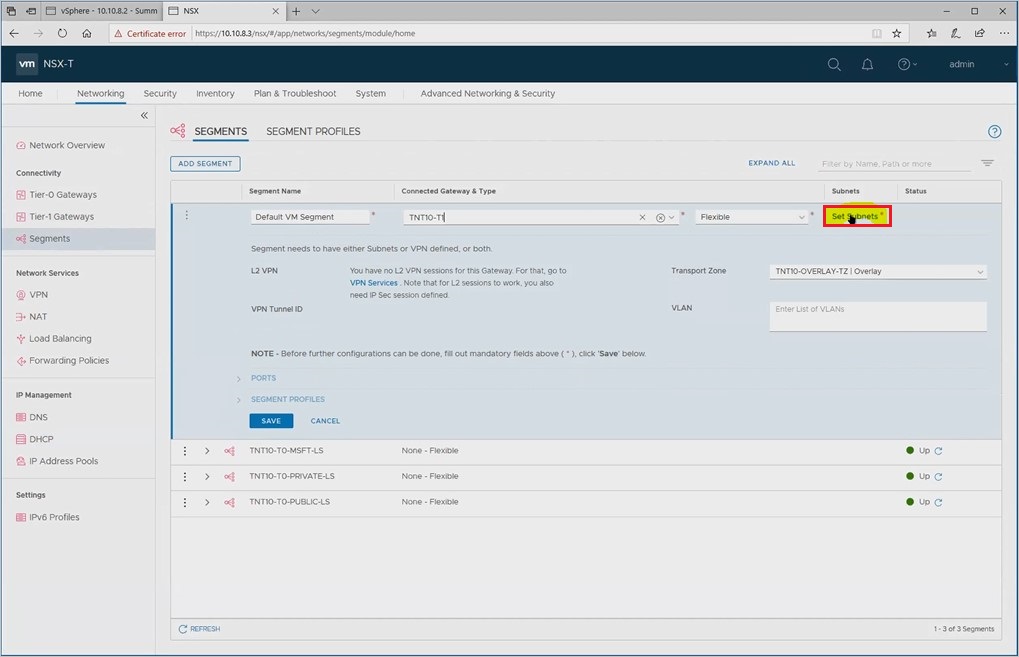 vSphere - 10.10.8.2 - Summ
NSX
Certificate error
https://10.10.8.3/nsx/#/app/networks/segments/module/home
vm NSX-T
admin
Home
Networking
Security
Inventory
Plan & Troubleshoot
System
Advanced Networking & Security
Network Overview
Connectivity
Tier-0 Gateways
Tier-1 Gateways
Segments
Network Services
VPN
NAT
Load Balancing
Forwarding Policies
IP Management
DNS
DHCP
IP Address Pools
Settings
IPv6 Profiles
SEGMENTS
SEGMENT PROFILES
ADD SEGMENT
EXPAND ALL
Filter by Name, Path or more
Segment Name
Connected Gateway & Type
Subnets
Status
Default VM Segment *
TNT10-T1 *
Flexible *
Set Subnets *
Segment needs to have either Subnets or VPN defined, or both.
L2 VPN
You have no L2 VPN sessions for this Gateway. For that, go to
VPN Services . Note that for L2 sessions to work, you also
need IP Sec session defined.
Transport Zone
TNT10-OVERLAY-TZ | Overlay
VPN Tunnel ID
VLAN
Enter List of VLANs
NOTE - Before further configurations can be done, fill out mandatory fields above ( * ), click 'Save' below.
PORTS
SEGMENT PROFILES
SAVE
CANCEL
TNT10-T0-MSFT-LS
None - Flexible
Up
TNT10-T0-PRIVATE-LS
None - Flexible
Up
TNT10-T0-PUBLIC-LS
None - Flexible
Up
REFRESH
1 - 3 of 3 Segments